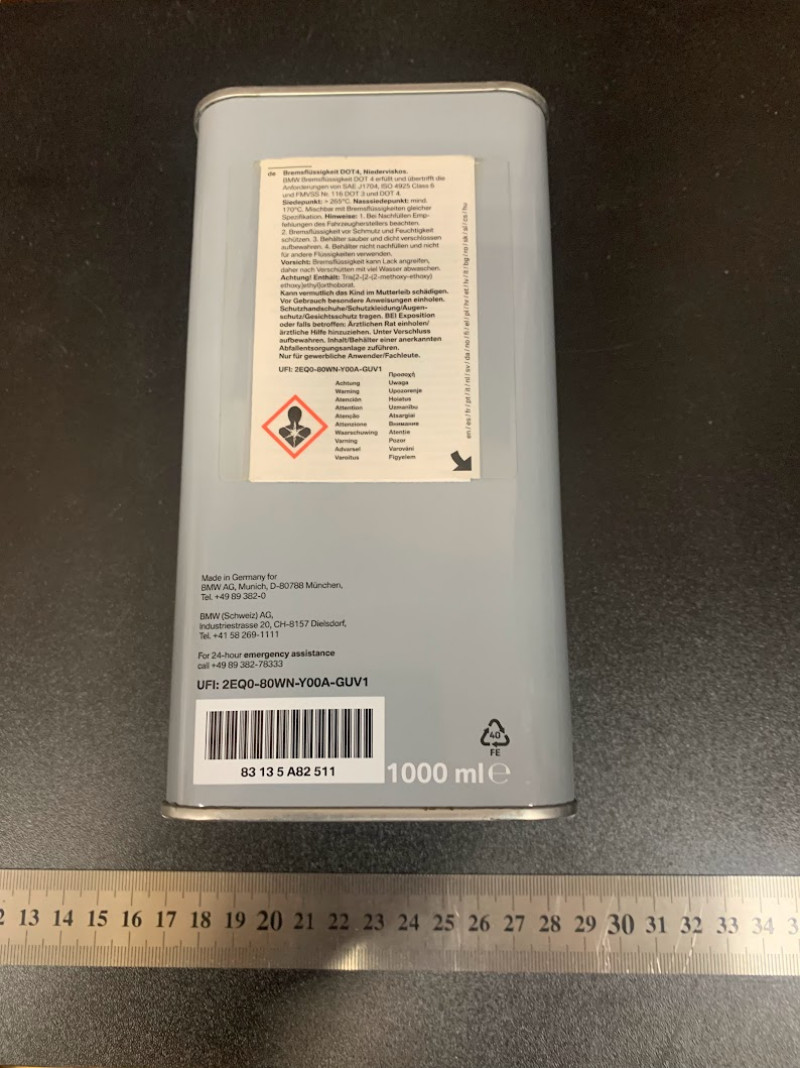 de Bremsflüssigkeit DOT4, Niederviskos.
BMW Bremsflüssigkeit DOT 4 erfüllt und übertrifft die
Anforderungen von SAE J1704, ISO 4925 Class 6
und FMVSS Nr. 116 DOT 3 und DOT 4.
Siedepunkt: > 265°C. Nasssiedepunkt: mind.
170°C. Mischbar mit Bremsflüssigkeiten gleicher
Spezifikation. Hinweise: 1. Bei Nachfüllen Emp-
fehlungen des Fahrzeugherstellers beachten.
2. Bremsflüssigkeit vor Schmutz und Feuchtigkeit
schützen. 3. Behälter sauber und dicht verschlossen
aufbewahren. 4. Behälter nicht nachfüllen und nicht
für andere Flüssigkeiten verwenden.
Vorsicht: Bremsflüssigkeit kann Lack angreifen,
daher nach Verschütten mit viel Wasser abwaschen.
Achtung! Enthält: Tris[2-[2-(2-methoxy-ethoxy)
ethoxy]ethyl]orthoborat.
Kann vermutlich das Kind im Mutterleib schädigen.
Vor Gebrauch besondere Anweisungen einholen.
Schutzhandschuhe/Schutzkleidung/Augen-
schutz/Gesichtsschutz tragen. BEI Exposition
oder falls betroffen: Ärztlichen Rat einholen/
ärztliche Hilfe hinzuziehen. Unter Verschluss
aufbewahren. Inhalt/Behälter einer anerkannten
Abfallentsorgungsanlage zuführen.
Nur für gewerbliche Anwender/Fachleute.
UFI: 2EQ0-80WN-Y00A-GUV1
Προσοχή
Achtung Uwaga
Warning Upozorenje
Atención Hoiatus
Attention Uzmanību
Atenção Atsargiai
Attenzione Внимание
Waarschuwing Atenție
Varning Pozor
Advarsel Varování
Varoitus Figyelem
Made in Germany for
BMW AG, Munich, D-80788 München,
Tel. +49 89 382-0
BMW (Schweiz) AG,
Industriestrasse 20, CH-8157 Dielsdorf,
Tel. +41 58 269-1111
For 24-hour emergency assistance
call +49 89 382-78333
UFI: 2EQ0-80WN-Y00A-GUV1
83 13 5 A82 511
1000 ml e
40
FE
2 13 14 15 16 17 18 19 20 21 22 23 24 25 26 27 28 29 30 31 32 33 34 3